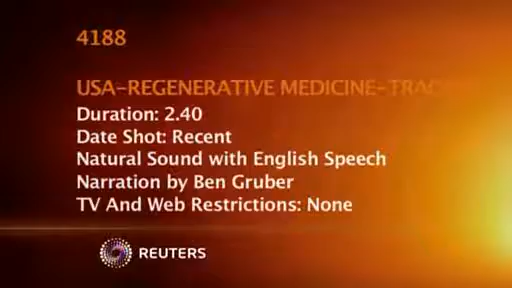 4188
USA-REGENERATIVE MEDICINE-
Duration: 2.40
Date Shot: Recent
Natural Sound with English Speech
Narration by Ben Gruber
TV And Web Restrictions: None
REUTERS